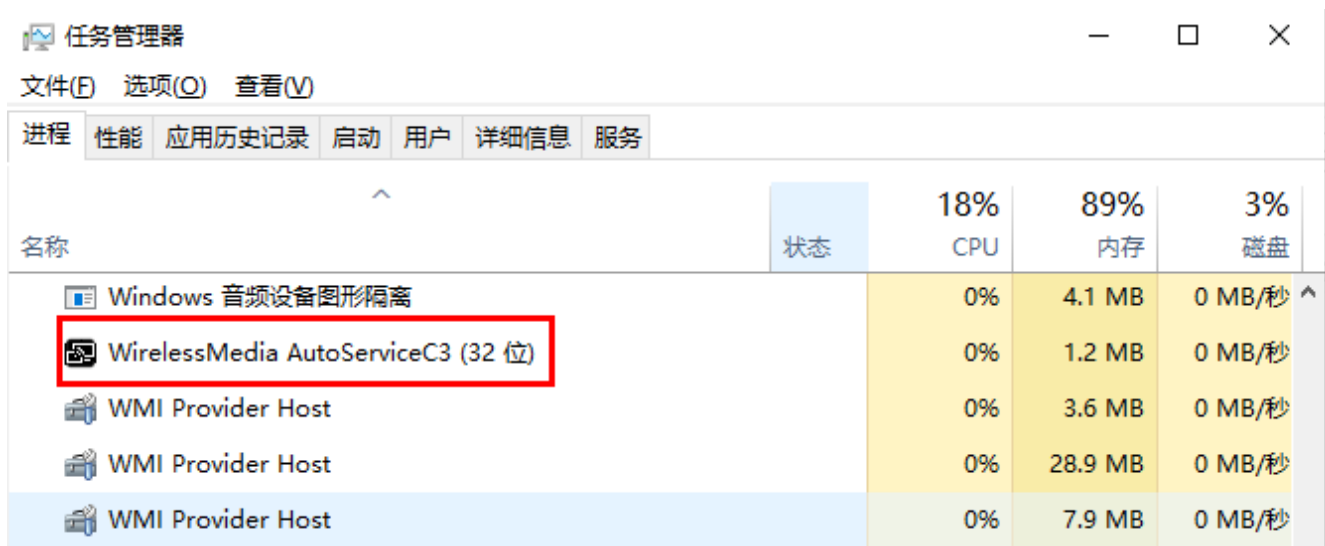 任务管理器
文件(F) 选项(O) 查看(V)
进程 性能 应用历史记录 启动 用户 详细信息 服务
18% 89% 3%
名称 状态 CPU 内存 磁盘
Windows 音频设备图形隔离 0% 4.1 MB 0 MB/秒
WirelessMedia AutoServiceC3 (32 位) 0% 1.2 MB 0 MB/秒
WMI Provider Host 0% 3.6 MB 0 MB/秒
WMI Provider Host 0% 28.9 MB 0 MB/秒
WMI Provider Host 0% 7.9 MB 0 MB/秒